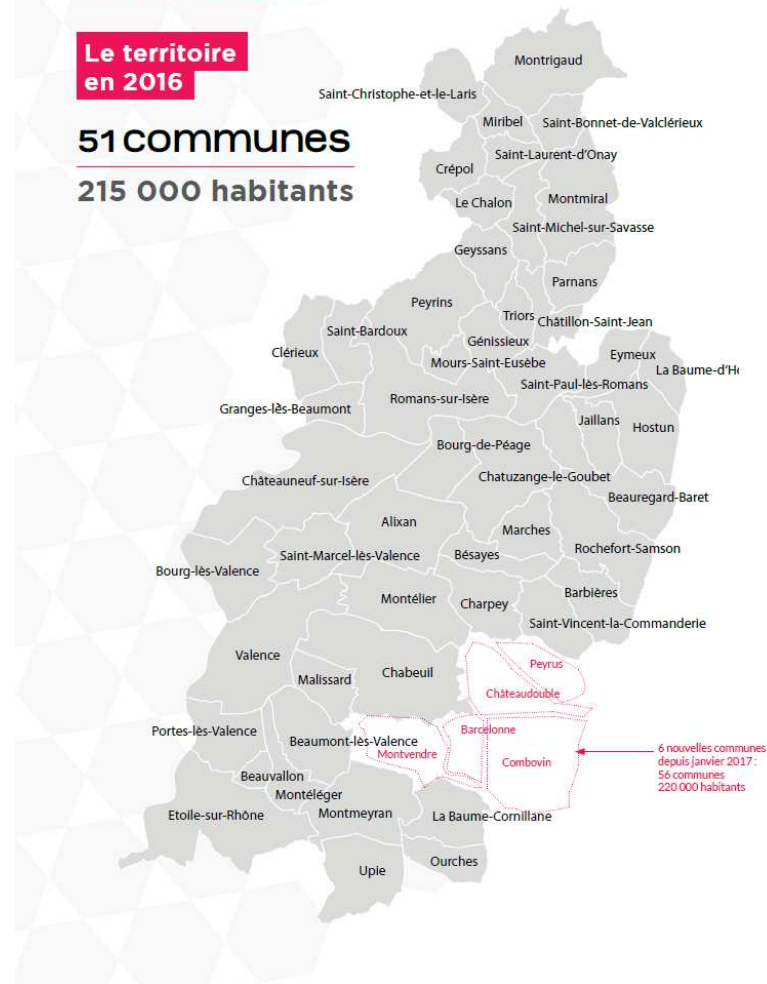 Le territoire
en 2016
51 communes
215 000 habitants
Montrigaud
Saint-Christophe-et-le-Laris
Miribel
Saint-Bonnet-de-Valclérieux
Saint-Laurent-d'Onay
Crépol
Le Chalon
Montmiral
Saint-Michel-sur-Savasse
Geyssans
Parnans
Peyrins
Triors
Châtillon-Saint-Jean
Saint-Bardoux
Génissieux
Clérieux
Mours-Saint-Eusèbe
Eymeux
La Baume-d'H
Saint-Paul-lès-Romans
Romans-sur-Isère
Granges-lès-Beaumont
Jaillans
Hostun
Bourg-de-Péage
Châteauneuf-sur-Isère
Chatuzange-le-Goubet
Beauregard-Baret
Alixan
Marches
Saint-Marcel-lès-Valence
Bésayes
Rochefort-Samson
Bourg-lès-Valence
Montélier
Charpey
Barbières
Saint-Vincent-la-Commanderie
Valence
Malissard
Chabeuil
Peyrus
Châteaudouble
Portes-lès-Valence
Beaumont-lès-Valence
Montvendre
Barcelonne
Combovin
6 nouvelles communes
depuis janvier 2017 :
56 communes
220 000 habitants
Beauvallon
Montéléger
Etoile-sur-Rhône
Montmeyran
La Baume-Cornillane
Upie
Ourches